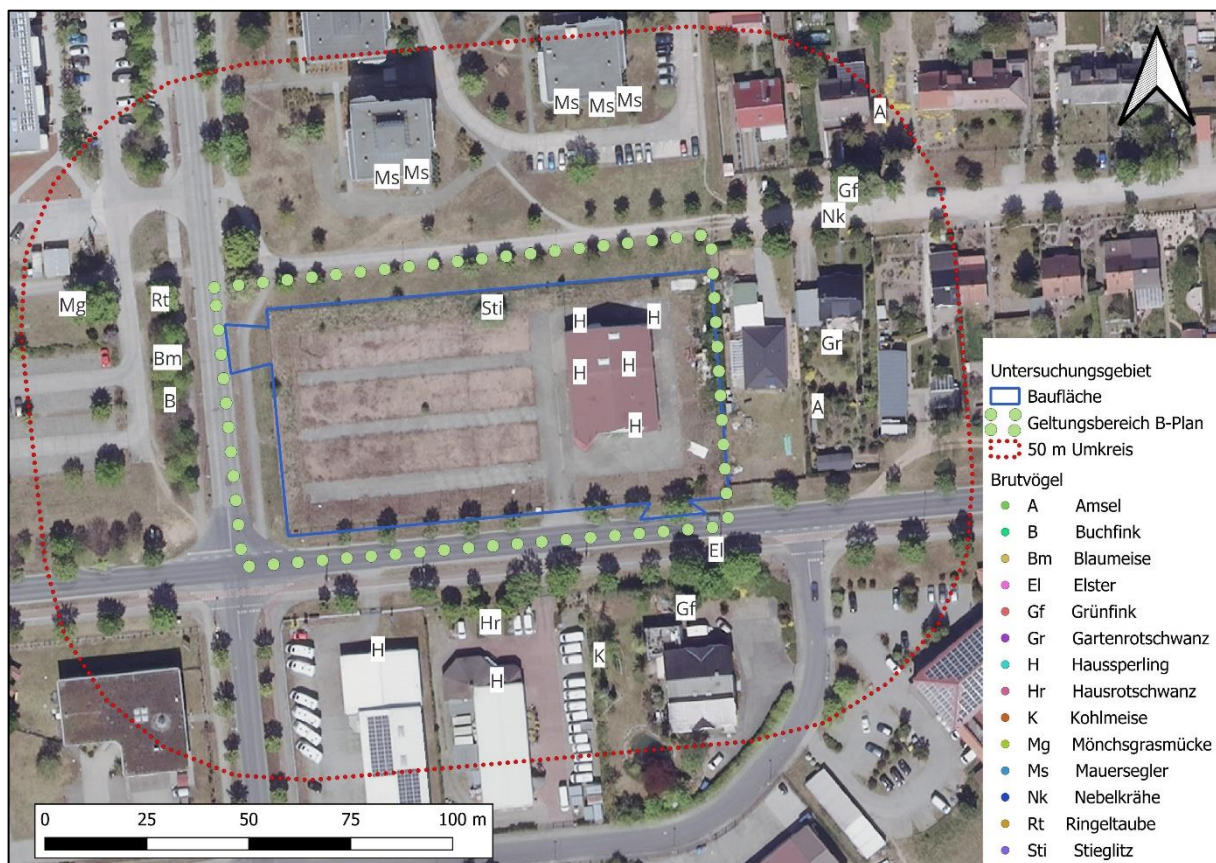 Ms Ms Ms
A
Ms Ms
Gf
Nk
Mg
Rt
Sti
H
H
Bm
Gr
H
H
B
A
H
El
Gf
Hr
H
K
H
Untersuchungsgebiet
Baufläche
Geltungsbereich B-Plan
50 m Umkreis
Brutvögel
A Amsel
B Buchfink
Bm Blaumeise
El Elster
Gf Grünfink
Gr Gartenrotschwanz
H Haussperling
Hr Hausrotschwanz
K Kohlmeise
Mg Mönchsgrasmücke
Ms Mauersegler
Nk Nebelkrähe
Rt Ringeltaube
Sti Stieglitz
0 25 50 75 100 m